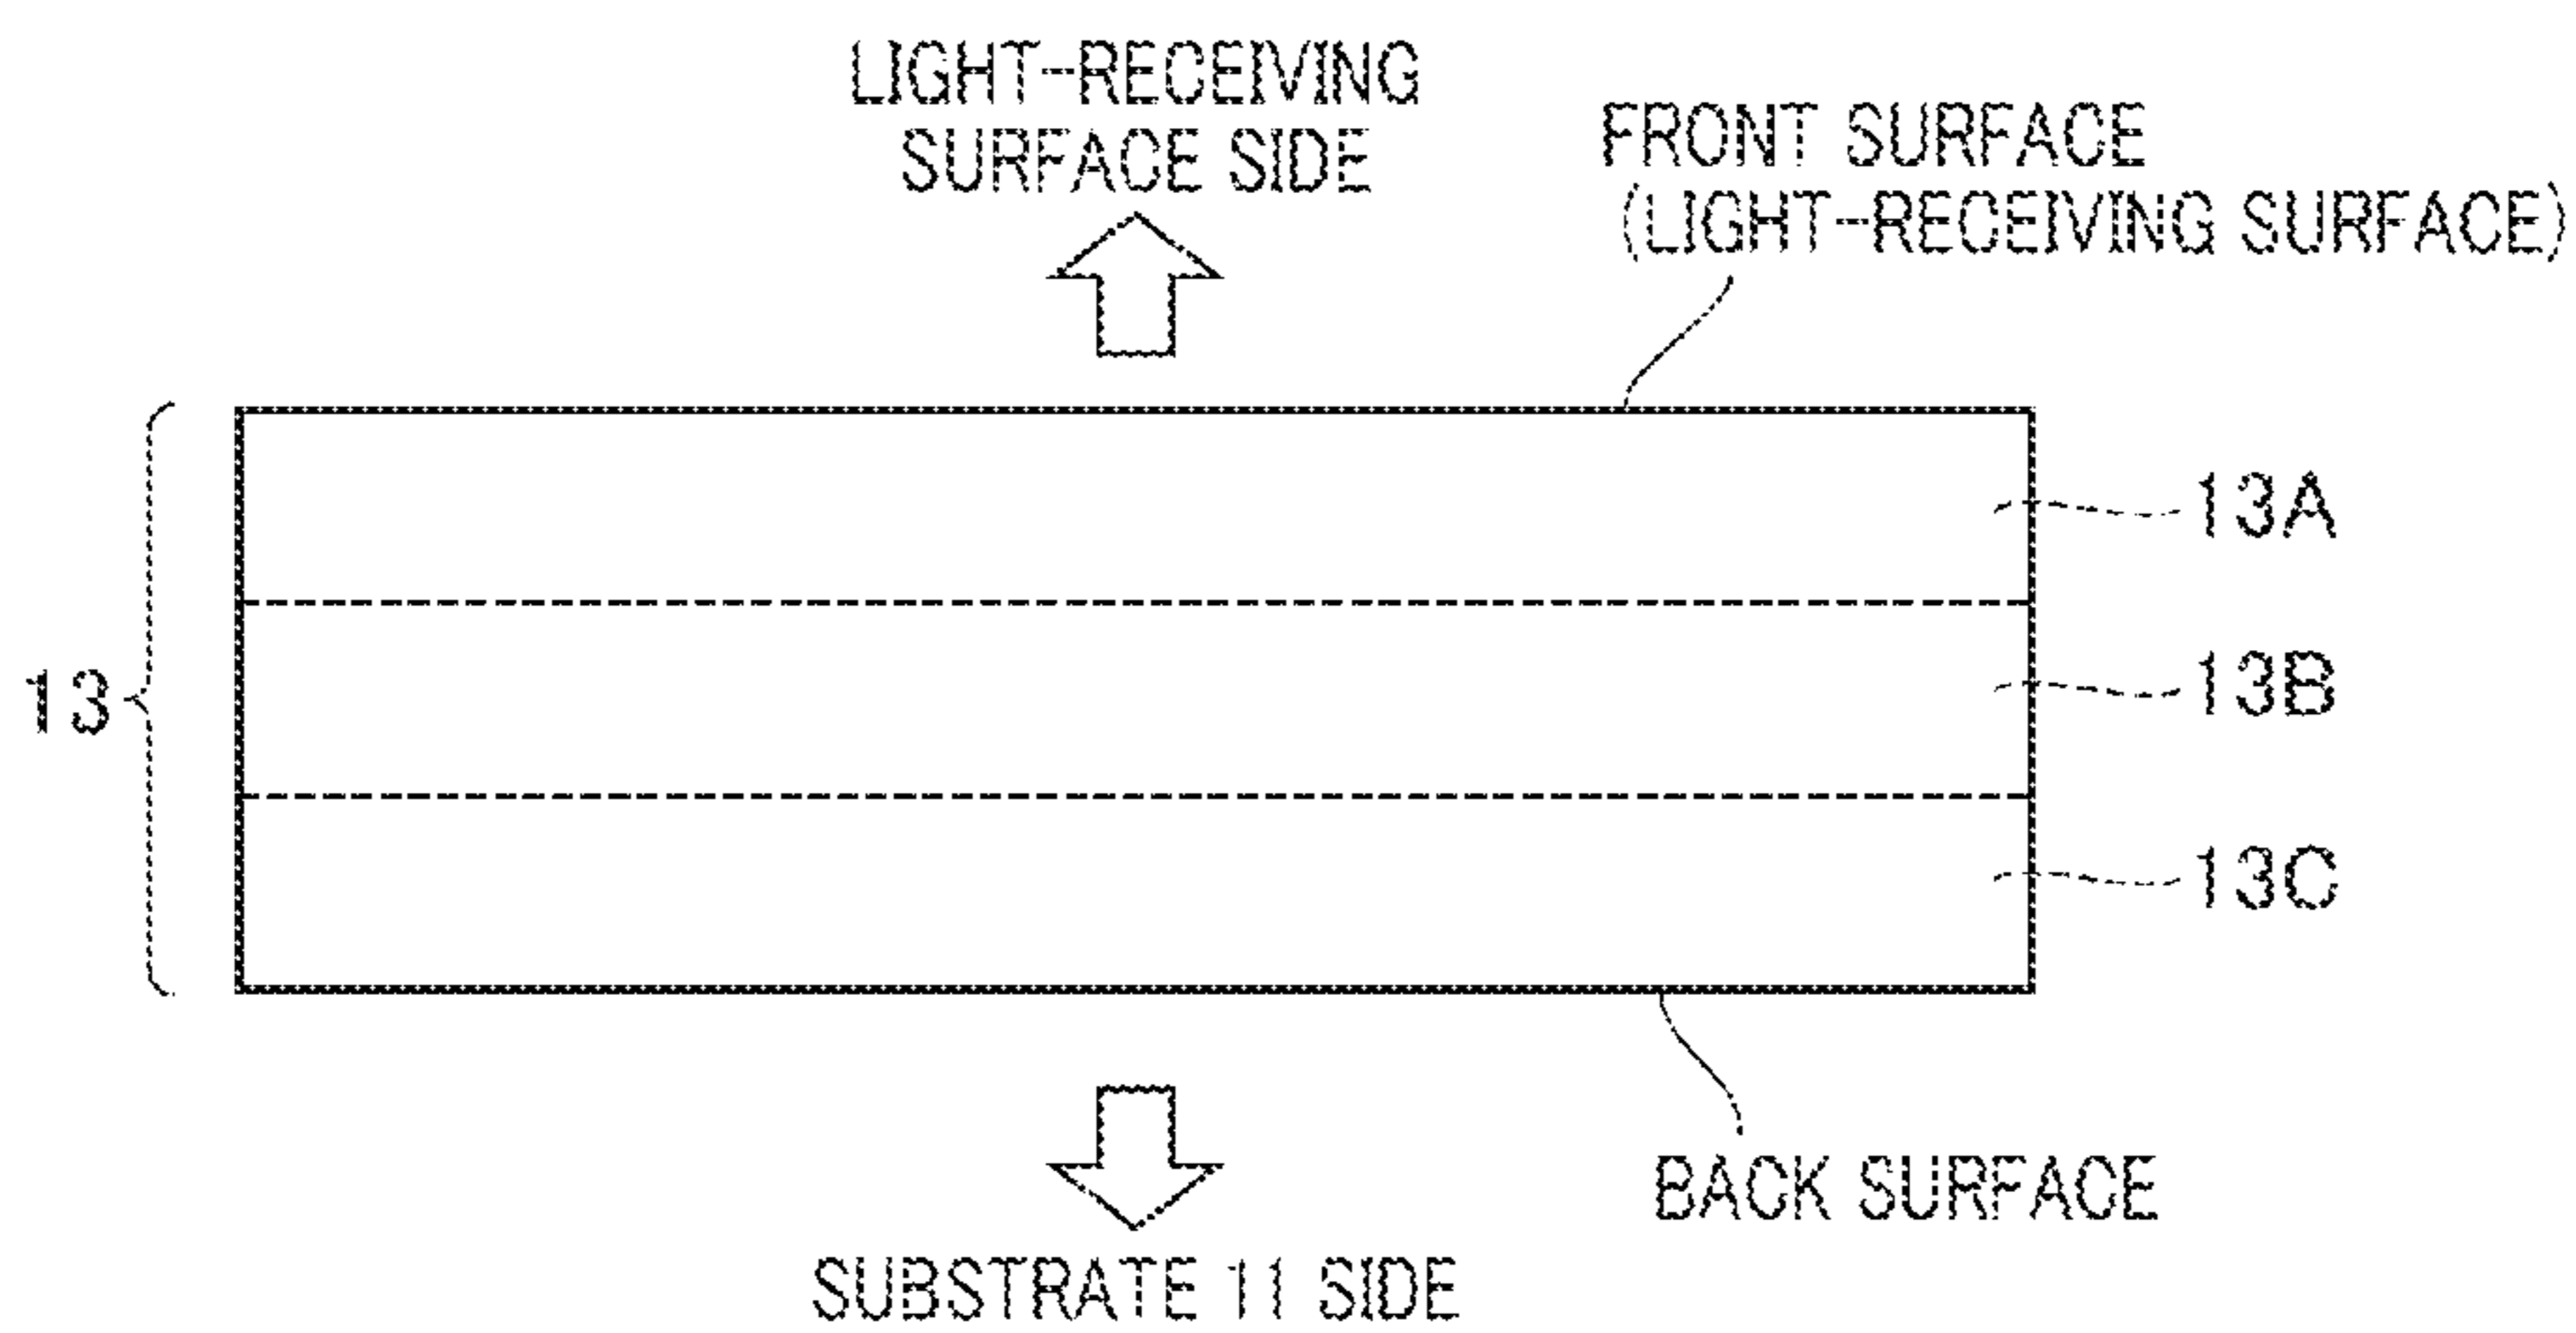 LIGHT-RECEIVING
SURFACE SIDE
FRONT SURFACE
(LIGHT-RECEIVING SURFACE)
13A
13
13B
13C
BACK SURFACE
SUBSTRATE 11 SIDE